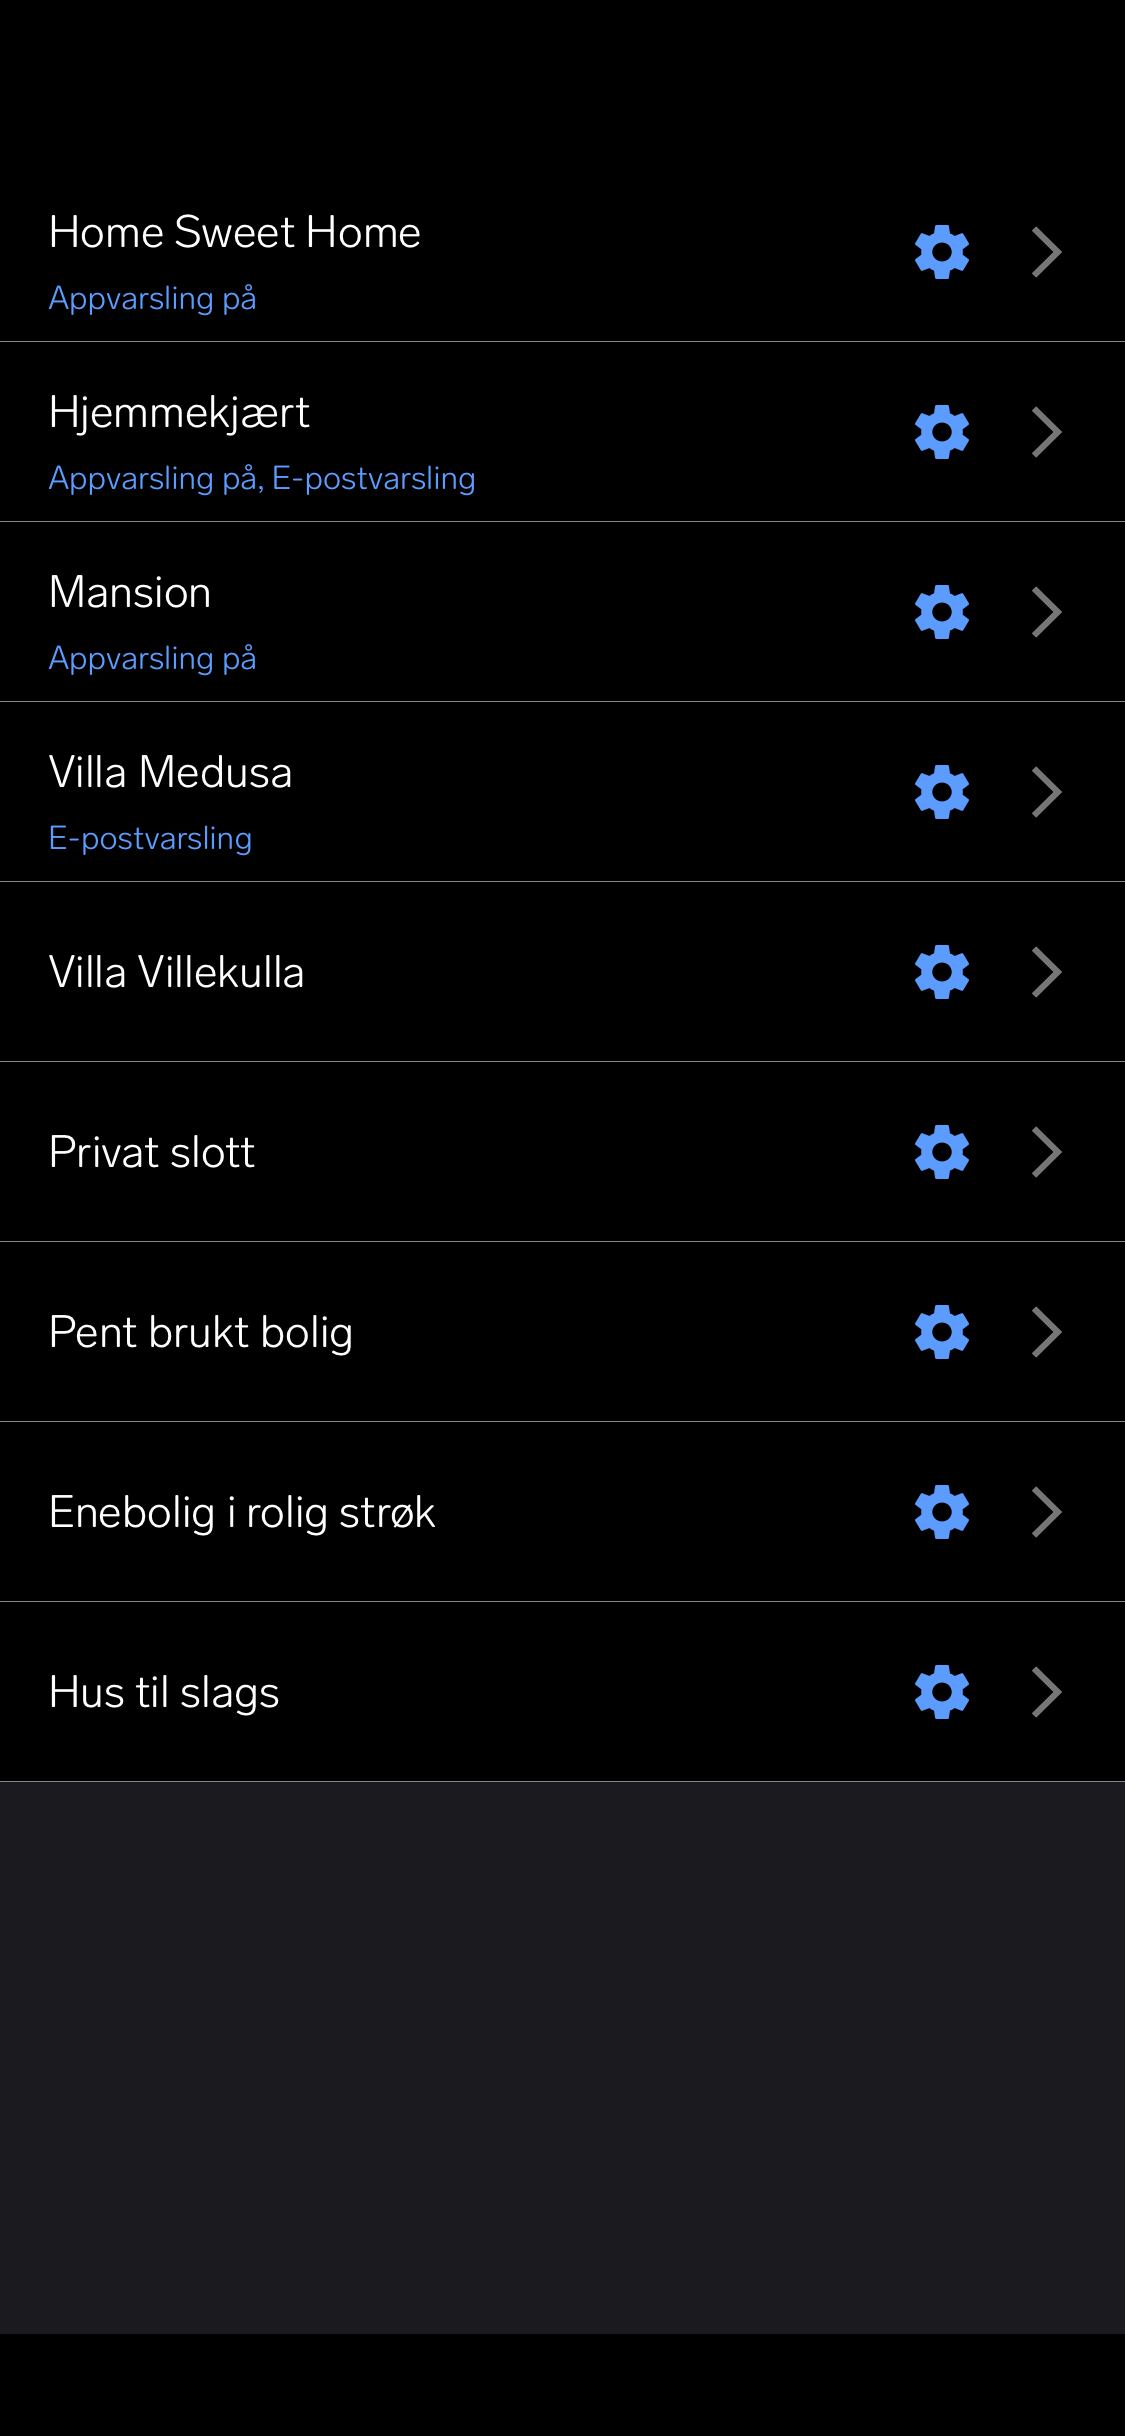 Home Sweet Home
Appvarsling på
Hjemmekjært
Appvarsling på, E-postvarsling
Mansion
Appvarsling på
Villa Medusa
E-postvarsling
Villa Villekulla
Privat slott
Pent brukt bolig
Enebolig i rolig strøk
Hus til slags